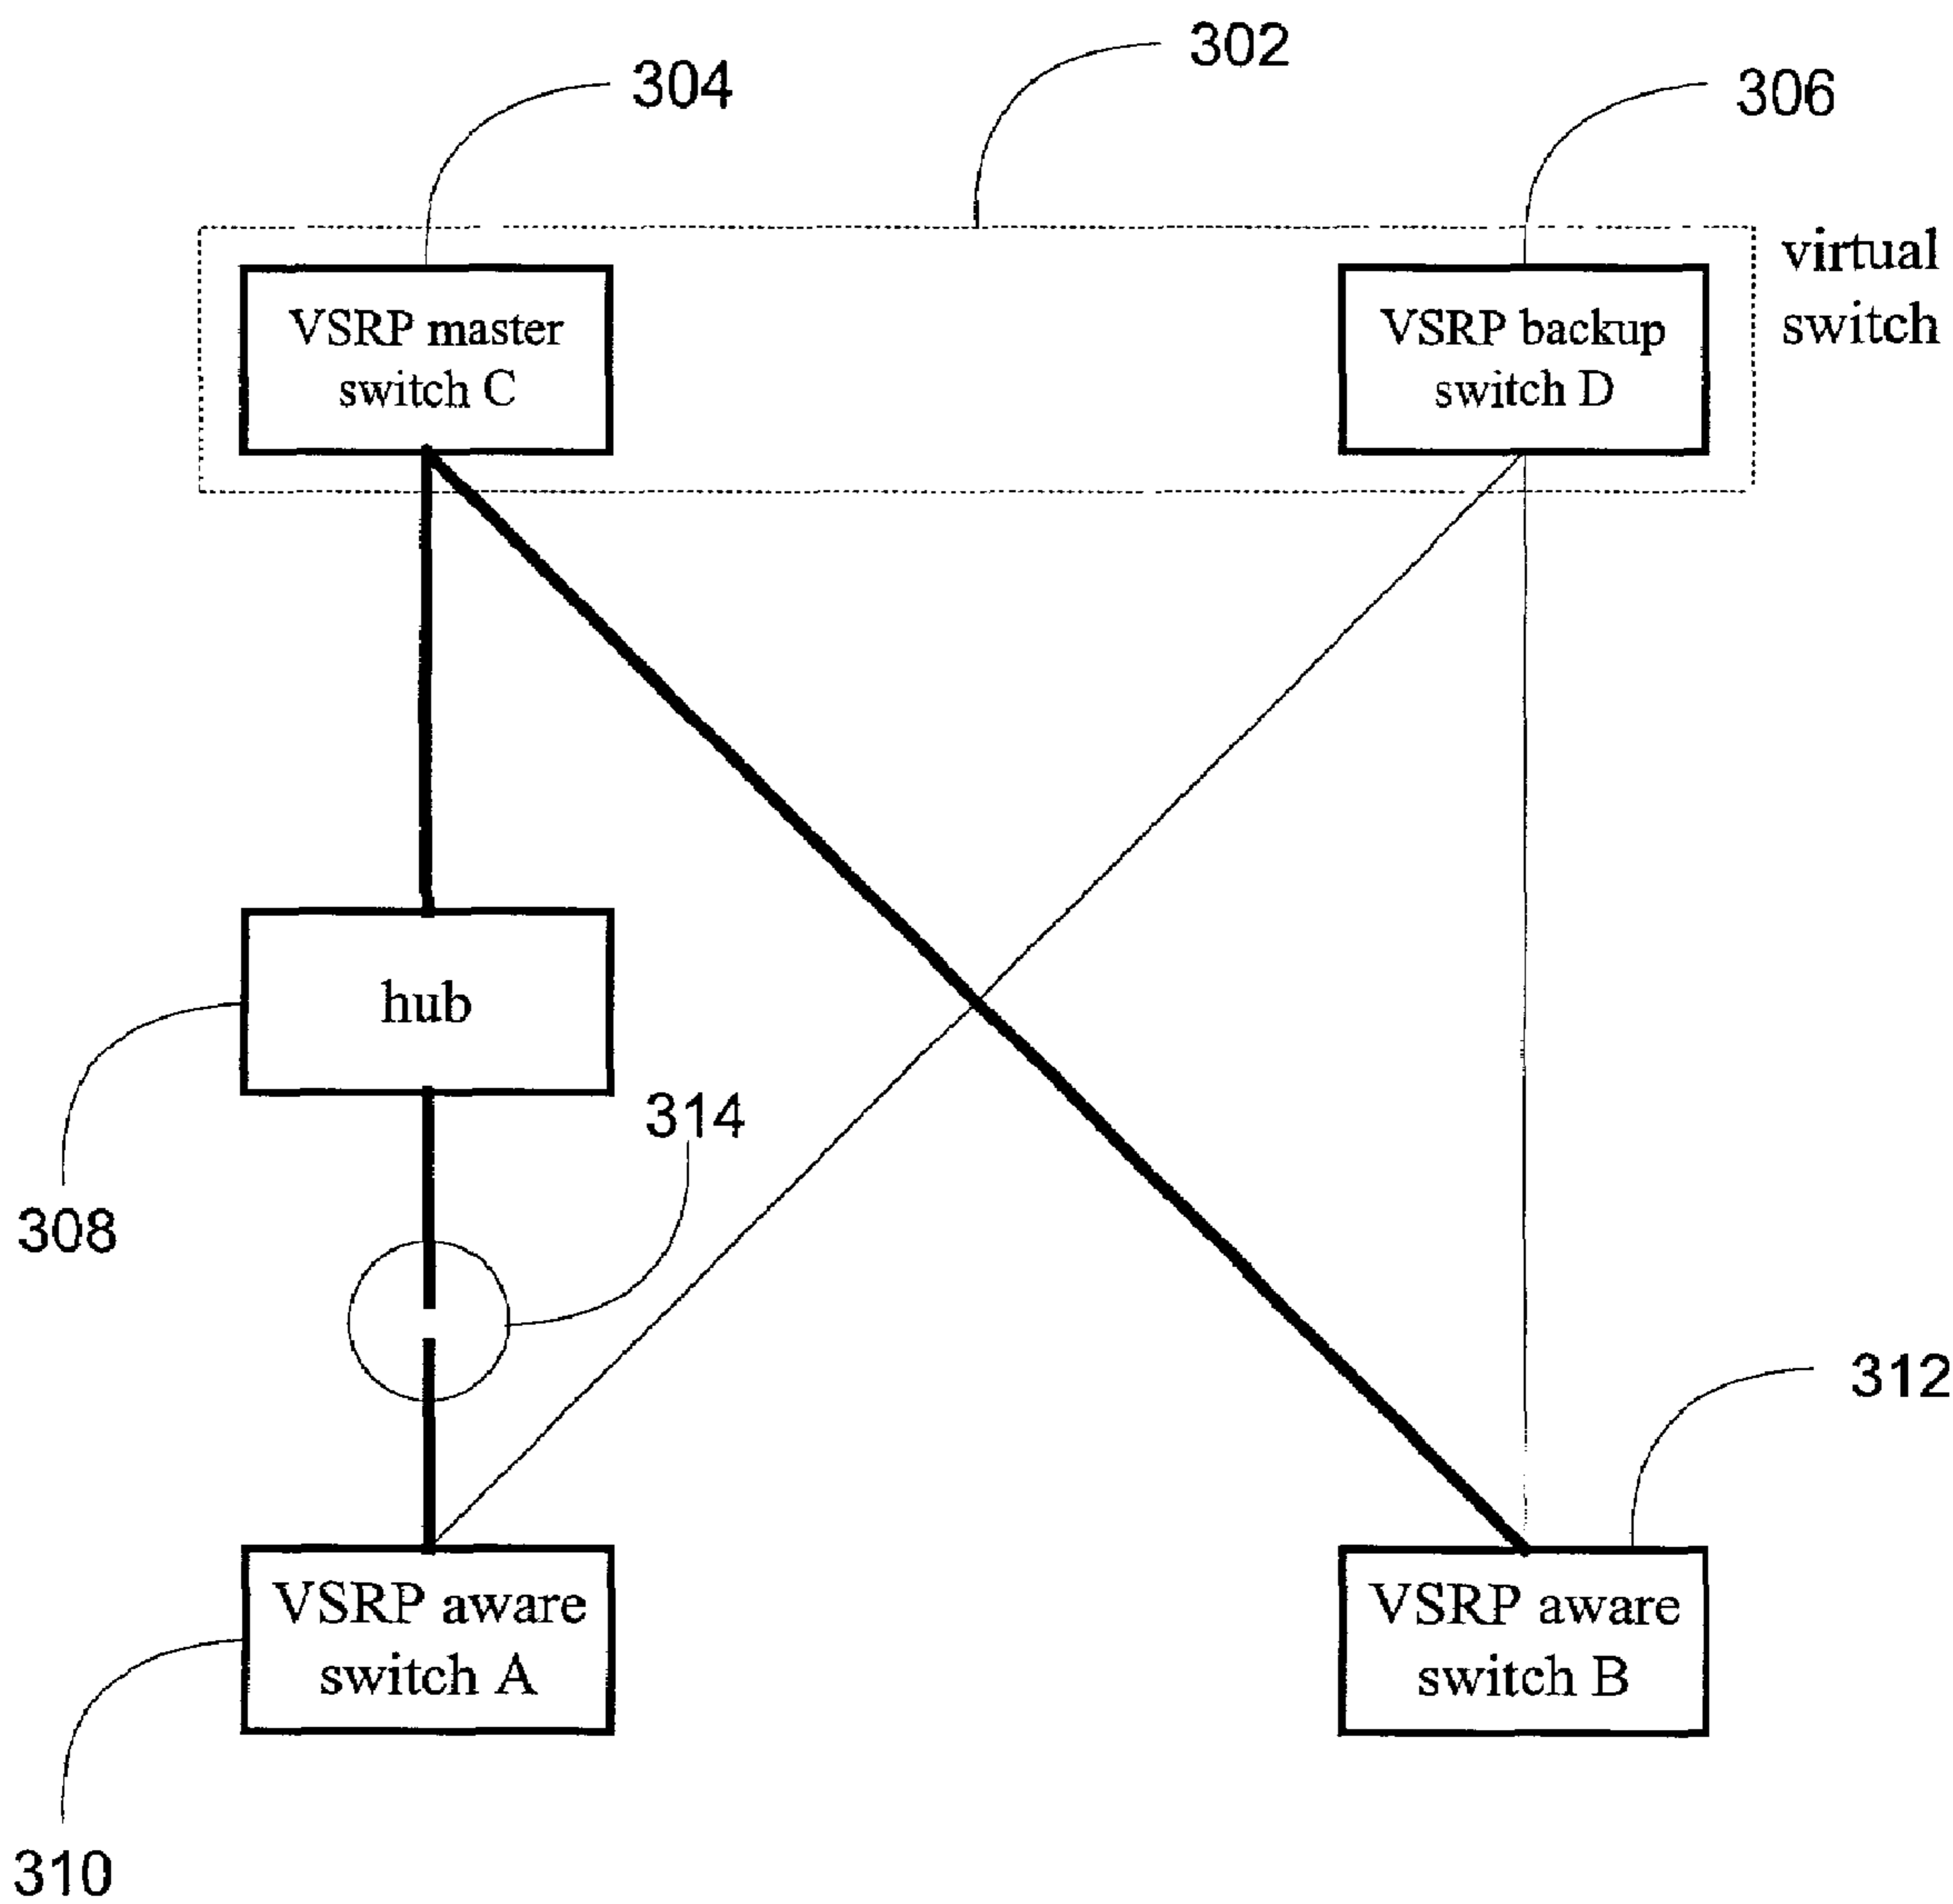 302
304
306
virtual
switch
VSRP master
switch C
VSRP backup
switch D
hub
314
308
312
VSRP aware
switch A
VSRP aware
switch B
310